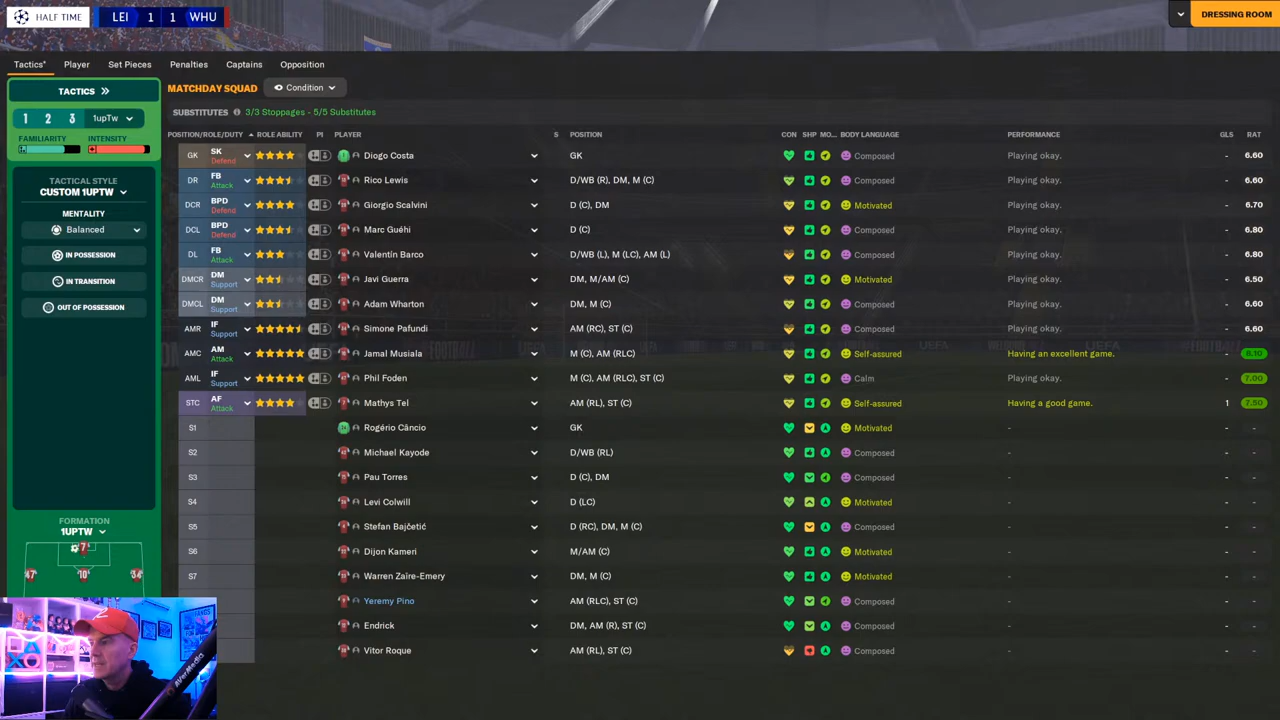 HALF TIME LEI 1 1 WHU DRESSING ROOM
Tactics* Player Set Pieces Penalties Captains Opposition
TACTICS
1 2 3 1upTw
FAMILIARITY INTENSITY
TACTICAL STYLE
CUSTOM 1UPTW
MENTALITY
Balanced
IN POSSESSION
IN TRANSITION
OUT OF POSSESSION
FORMATION
1UPTW
7
47 10 34
MATCHDAY SQUAD Condition
SUBSTITUTES 3/3 Stoppages - 5/5 Substitutes
POSITION/ROLE/DUTY ROLE ABILITY PI PLAYER S POSITION CON SHP MO... BODY LANGUAGE PERFORMANCE GLS RAT
GK SK Defend Diogo Costa GK Composed Playing okay. - 6.60
DR FB Attack Rico Lewis D/WB (R), DM, M (C) Composed Playing okay. - 6.60
DCR BPD Defend Giorgio Scalvini D (C), DM Motivated Playing okay. - 6.70
DCL BPD Defend Marc Guéhi D (C) Composed Playing okay. - 6.80
DL FB Attack Valentín Barco D/WB (L), M (LC), AM (L) Composed Playing okay. - 6.80
DMCR DM Support Javi Guerra DM, M/AM (C) Motivated Playing okay. - 6.50
DMCL DM Support Adam Wharton DM, M (C) Composed Playing okay. - 6.60
AMR IF Support Simone Pafundi AM (RC), ST (C) Composed Playing okay. - 6.60
AMC AM Attack Jamal Musiala M (C), AM (RLC) Self-assured Having an excellent game. - 8.10
AML IF Support Phil Foden M (C), AM (RLC), ST (C) Calm Playing okay. - 7.00
STC AF Attack Mathys Tel AM (RL), ST (C) Self-assured Having a good game. 1 7.50
S1 Rogério Câncio GK Motivated - - -
S2 Michael Kayode D/WB (RL) Composed - - -
S3 Pau Torres D (C), DM Composed - - -
S4 Levi Colwill D (LC) Motivated - - -
S5 Stefan Bajčetić D (RC), DM, M (C) Composed - - -
S6 Dijon Kameri M/AM (C) Motivated - - -
S7 Warren Zaïre-Emery DM, M (C) Motivated - - -
Yeremy Pino AM (RLC), ST (C) Composed - - -
Endrick DM, AM (R), ST (C) Composed - - -
Vitor Roque AM (RL), ST (C) Composed - - -
AVerMedia